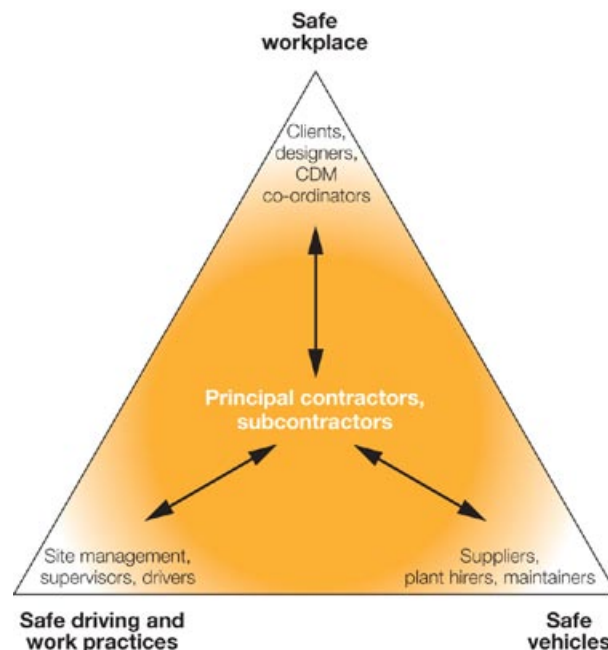 Safe
workplace
Clients,
designers,
CDM
co-ordinators
Principal contractors,
subcontractors
Site management,
supervisors, drivers
Suppliers,
plant hirers, maintainers
Safe driving and
work practices
Safe
vehicles